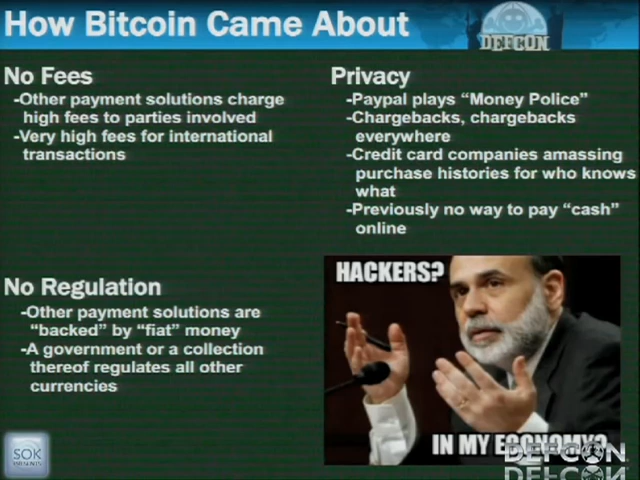 How Bitcoin Came About
DEFCON
No Fees
-Other payment solutions charge
high fees to parties involved
-Very high fees for international
transactions
Privacy
-Paypal plays “Money Police”
-Chargebacks, chargebacks
everywhere
-Credit card companies amassing
purchase histories for who knows
what
-Previously no way to pay “cash”
online
No Regulation
-Other payment solutions are
“backed” by “fiat” money
-A government or a collection
thereof regulates all other
currencies
HACKERS?
IN MY ECONOMY?
SOK
DEFCON
DEFCON